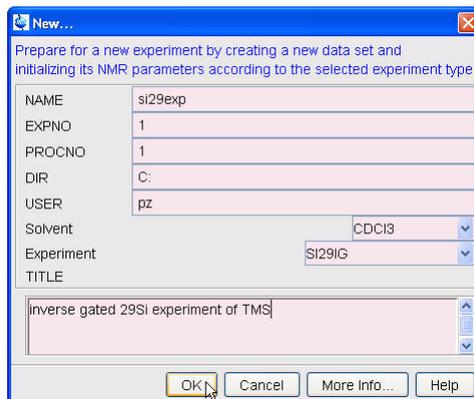 New...
Prepare for a new experiment by creating a new data set and
initializing its NMR parameters according to the selected experiment type
NAME si29exp
EXPNO 1
PROCNO 1
DIR C:
USER pz
Solvent CDCl3
Experiment SI29IG
TITLE
inverse gated 29Si experiment of TMS
OK Cancel More Info... Help